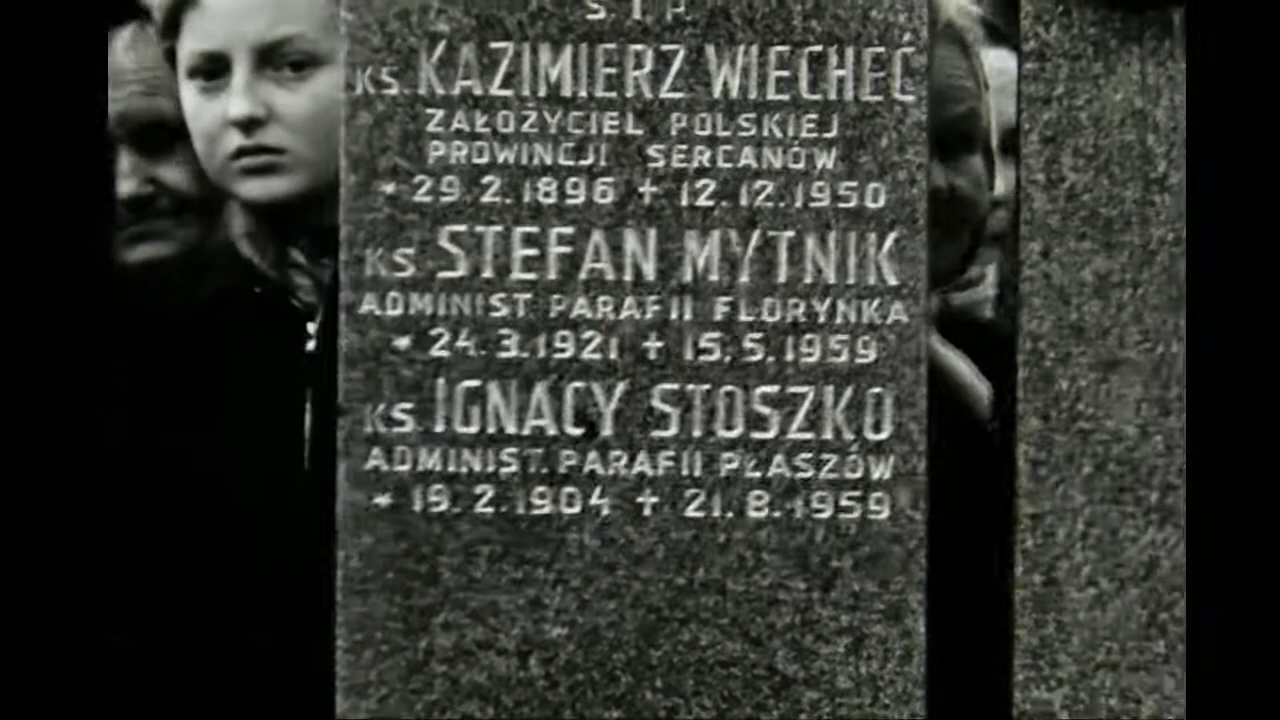 Ś. † P.
KS. KAZIMIERZ WIECHEĆ
ZAŁOŻYCIEL POLSKIEJ
PROWINCJI SERCANÓW
* 29.2.1896 + 12.12.1950
KS. STEFAN MYTNIK
ADMINIST. PARAFII FLORYNKA
* 24.3.1921 + 15.5.1959
KS. IGNACY STOSZKO
ADMINIST. PARAFII PŁASZÓW
* 19.2.1904 + 21.8.1959